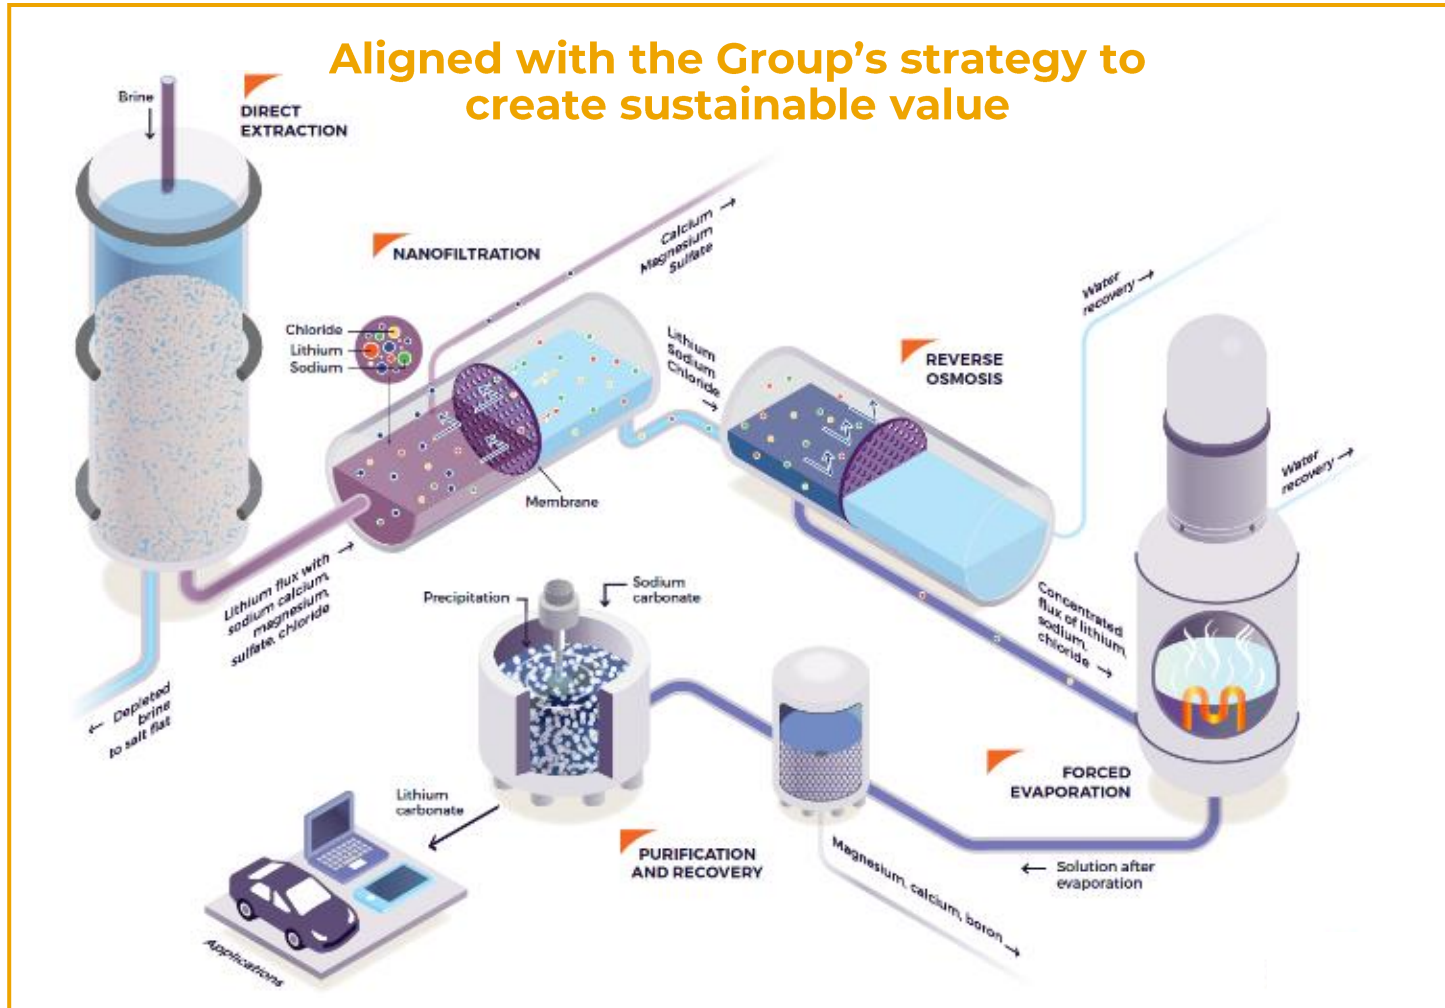 Aligned with the Group's strategy to
create sustainable value
Brine
DIRECT
EXTRACTION
NANOFILTRATION
Calcium
Magnesium
Sulfate
Chloride
Lithium
Sodium
Membrane
Lithium
Sodium
Chloride
REVERSE
OSMOSIS
Water
recovery
Water
recovery
Lithium flux with
sodium calcium,
magnesium,
sulfate, chloride
Depleted
brine
to salt flat
Concentrated
flux of lithium,
sodium,
chloride
FORCED
EVAPORATION
Solution after
evaporation
Magnesium, calcium, boron
Precipitation
Sodium
carbonate
PURIFICATION
AND RECOVERY
Lithium
carbonate
Applications